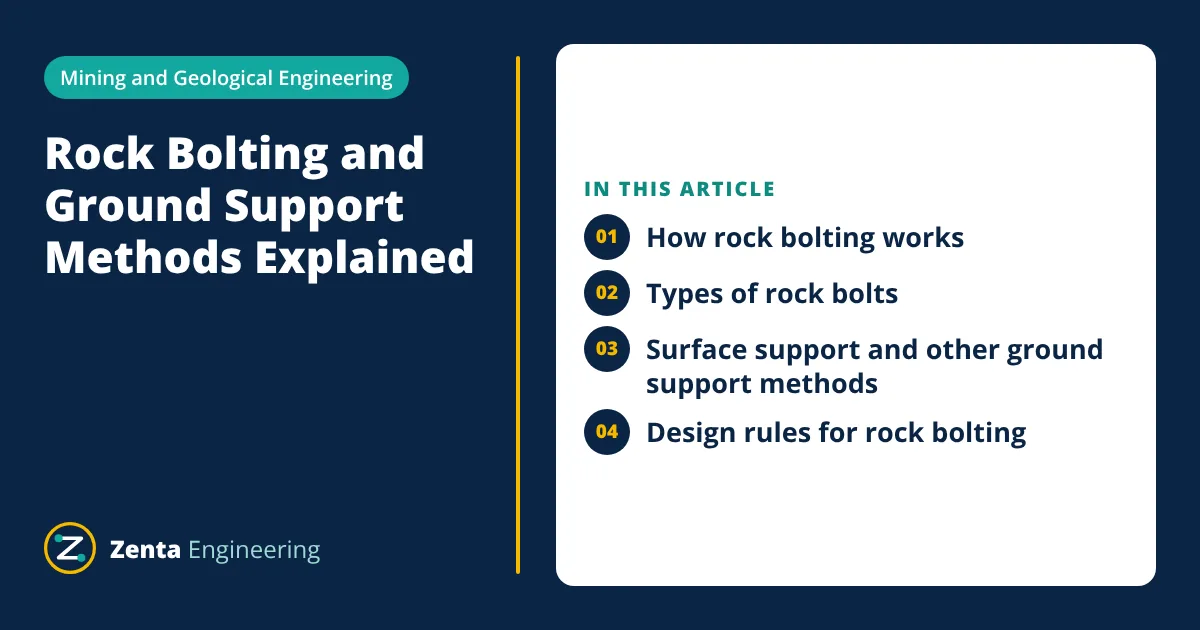 Mining and Geological Engineering
Rock Bolting and
Ground Support
Methods Explained
Zenta Engineering
IN THIS ARTICLE
01 How rock bolting works
02 Types of rock bolts
03 Surface support and other ground
support methods
04 Design rules for rock bolting